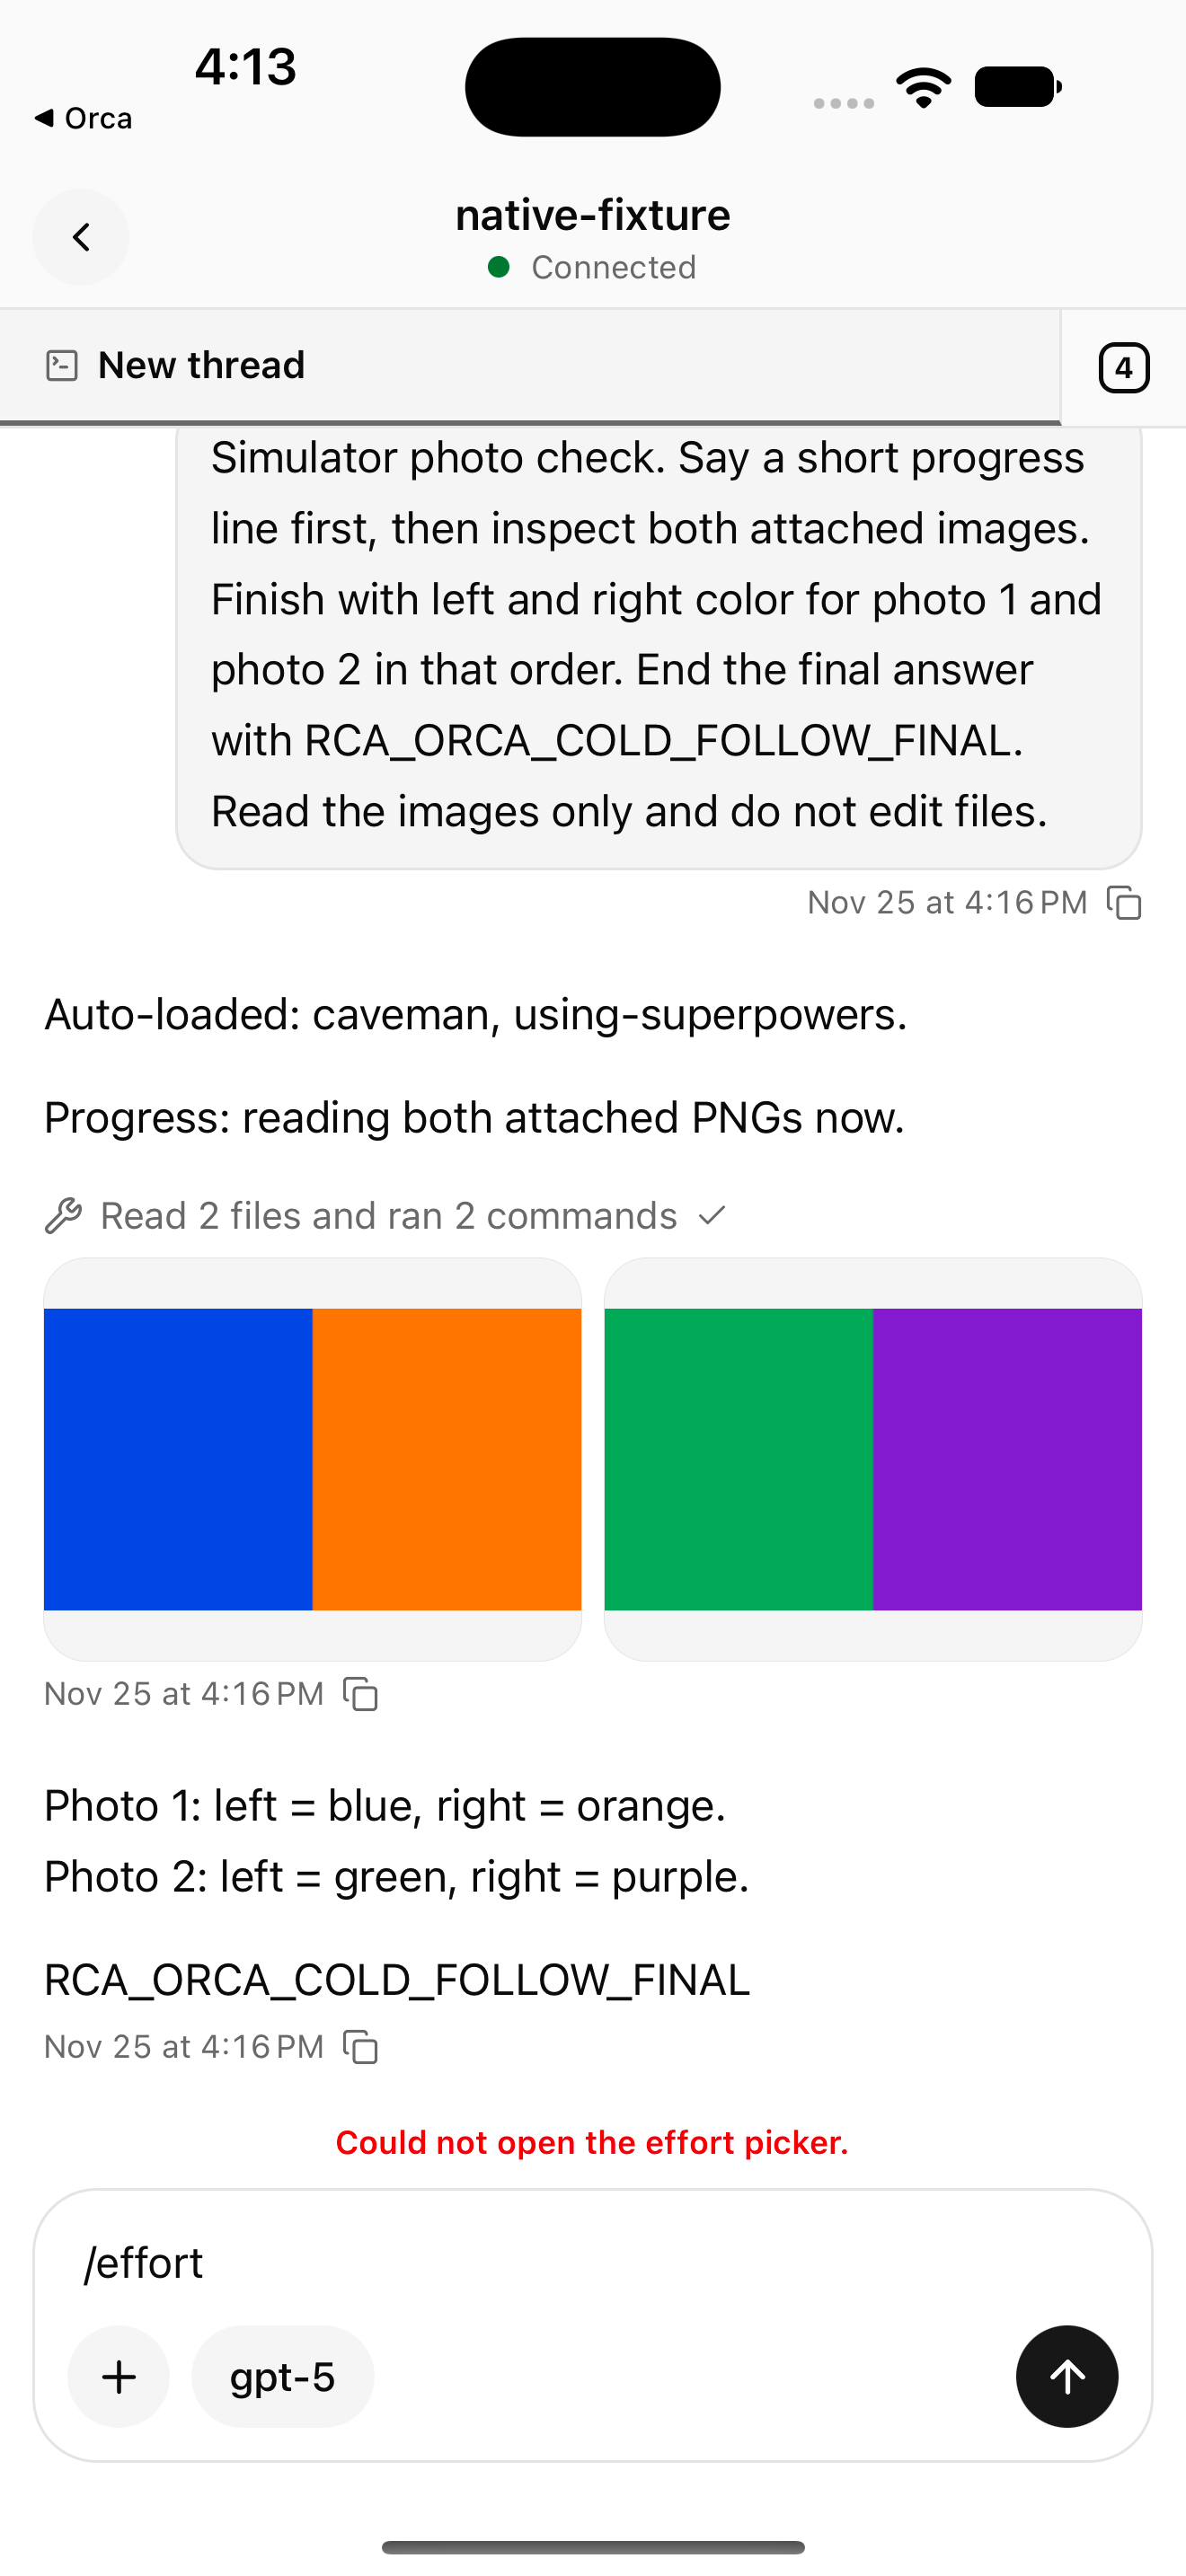 4:13
Orca
native-fixture
Connected
New thread
4
Simulator photo check. Say a short progress
line first, then inspect both attached images.
Finish with left and right color for photo 1 and
photo 2 in that order. End the final answer
with RCA_ORCA_COLD_FOLLOW_FINAL.
Read the images only and do not edit files.
Nov 25 at 4:16 PM
Auto-loaded: caveman, using-superpowers.
Progress: reading both attached PNGs now.
Read 2 files and ran 2 commands
Nov 25 at 4:16 PM
Photo 1: left = blue, right = orange.
Photo 2: left = green, right = purple.
RCA_ORCA_COLD_FOLLOW_FINAL
Nov 25 at 4:16 PM
Could not open the effort picker.
/effort
gpt-5